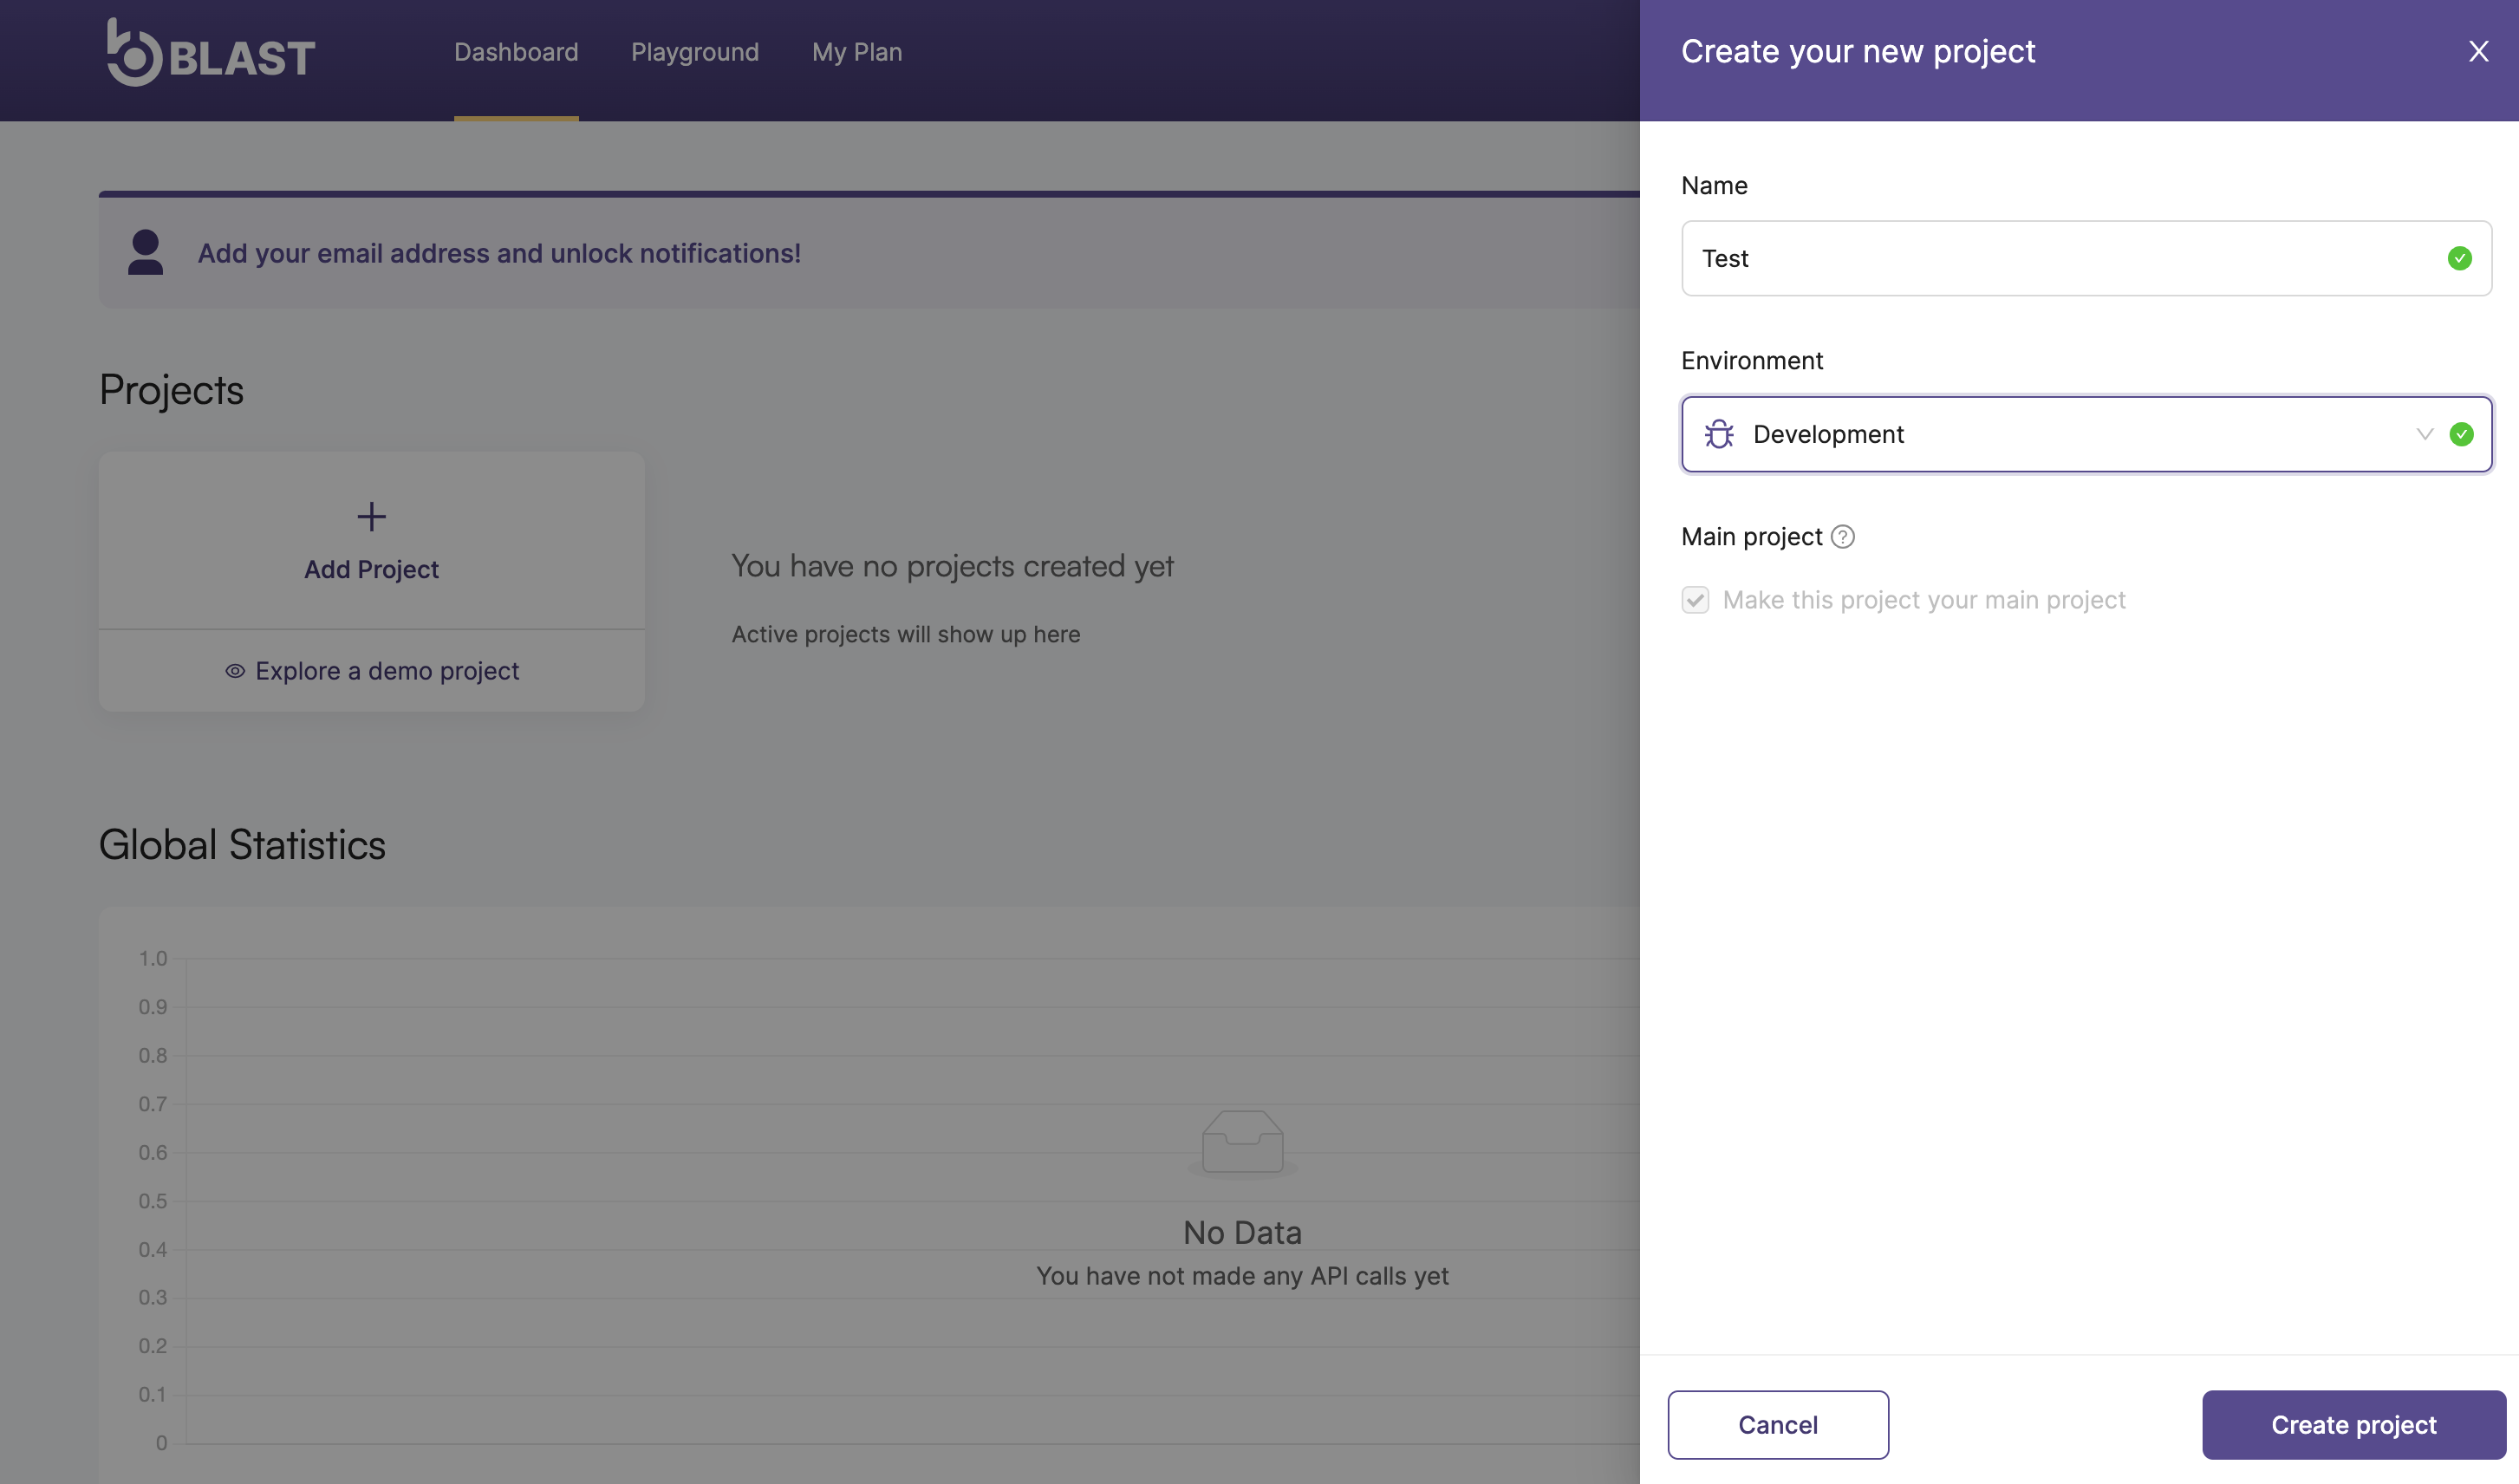 BLAST
Dashboard
Playground
My Plan
Add your email address and unlock notifications!
Projects
Add Project
Explore a demo project
You have no projects created yet
Active projects will show up here
Global Statistics
1.0
0.9
0.8
0.7
0.6
0.5
0.4
0.3
0.2
0.1
0
No Data
You have not made any API calls yet
Create your new project
X
Name
Test
Environment
Development
Main project ?
Make this project your main project
Cancel
Create project